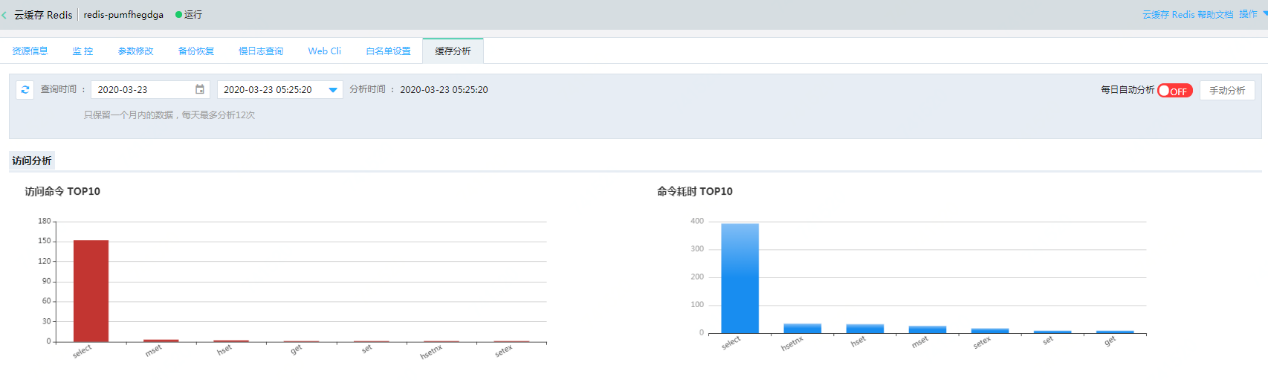 云缓存 Redis redis-pumfhegdga 运行 云缓存 Redis 帮助文档 操作
资源信息 监 控 参数修改 备份恢复 慢日志查询 Web Cli 白名单设置 缓存分析
查询时间 : 2020-03-23 2020-03-23 05:25:20 分析时间 : 2020-03-23 05:25:20 每日自动分析 OFF 手动分析
只保留一个月内的数据，每天最多分析12次
访问分析
访问命令 TOP10
180
150
120
90
60
30
0
select mset hset get set hsetnx setex
命令耗时 TOP10
400
300
200
100
0
select hsetnx hset mset setex set get